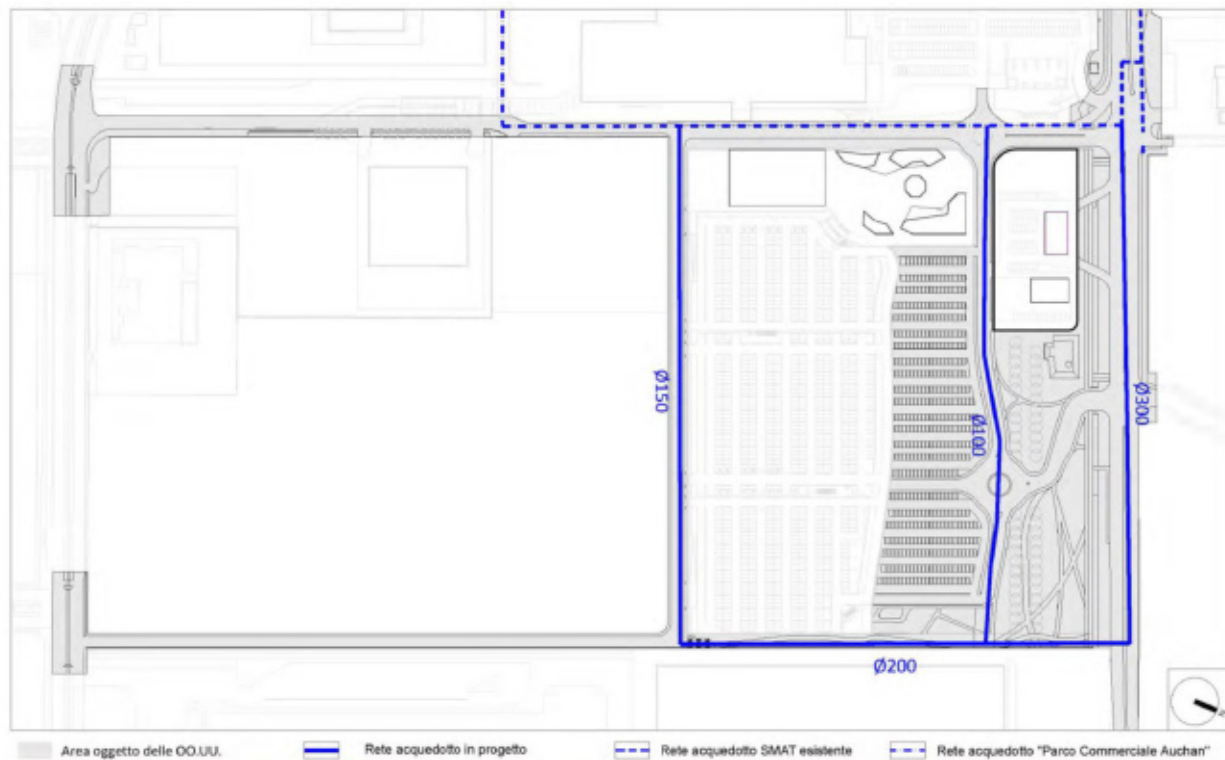 Ø150
Ø100
Ø300
Ø200
Area oggetto delle OO.UU.
Rete acquedotto in progetto
Rete acquedotto SMAT esistente
Rete acquedotto "Parco Commerciale Auchan"